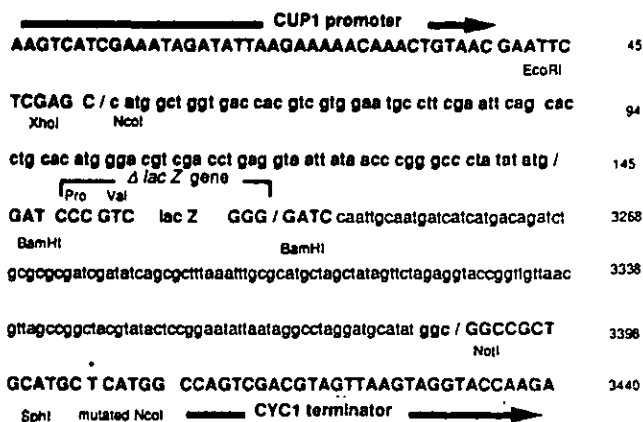 CUP1 promoter
AAGTCATCGAAATAGATATTAAGAAAAACAAACTGTAAC GAATTC 45
EcoRI
TCGAG C / c atg gct ggt gac cac gtc gtg gaa tgc ctt cga att cag cac 94
XhoI NcoI
ctg cac atg gga cgt cga cct gag gta att ata acc cgg gcc cta tat atg / 145
Δ lac Z gene
Pro Val
GAT CCC GTC lac Z GGG / GATC caattgcaatgatcatcatgacagatct 3268
BamHI BamHI
gcgcgcgatcgatatcagcgctttaaatttgcgcatgctagctatagttctagaggtaccggttgttaac 3338
gttagccggctacgtatactccggaatattaataggcctaggatgcatat ggc / GGCCGCT 3398
NotI
GCATGC T CATGG CCAGTCGACGTAGTTAAGTAGGTACCAAGA 3440
SphI mutated NcoI CYC1 terminator